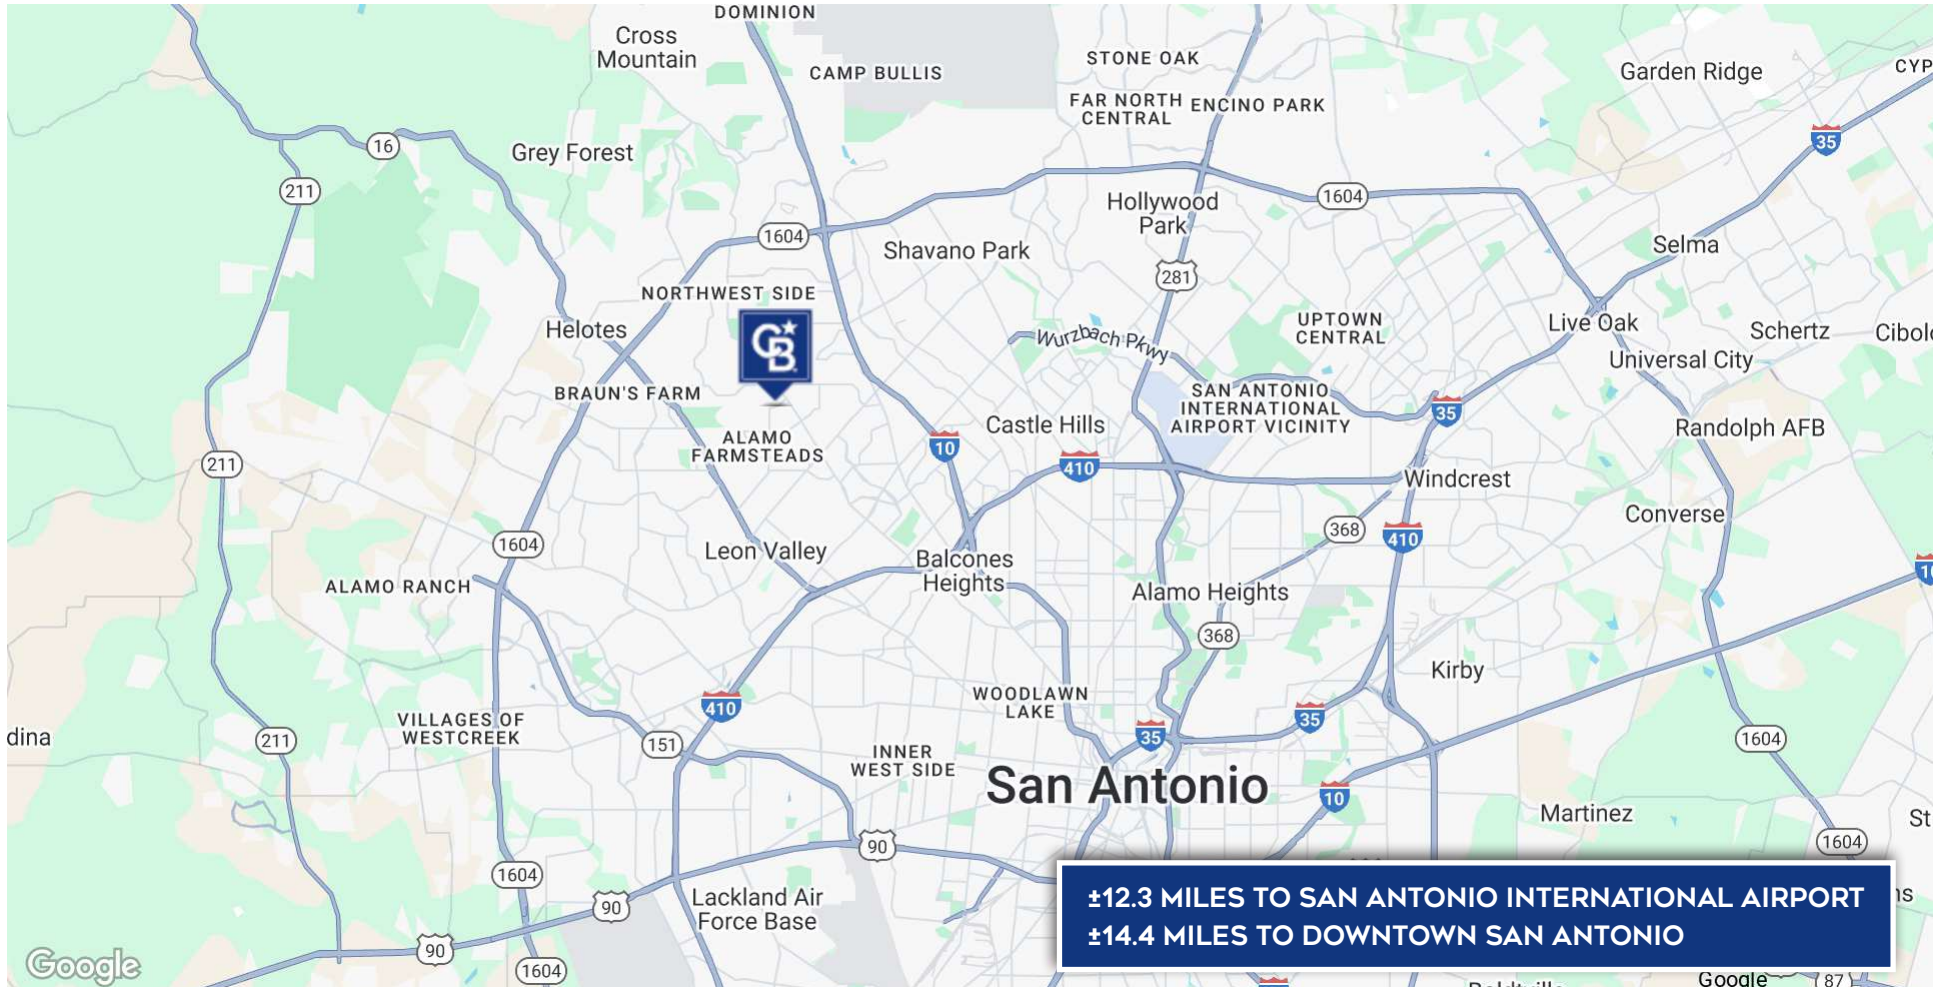 DOMINION
Cross
Mountain
CAMP BULLIS
STONE OAK
Garden Ridge
CYP
FAR NORTH
CENTRAL
ENCINO PARK
35
16
Grey Forest
211
1604
Hollywood
Park
1604
Shavano Park
Selma
281
NORTHWEST SIDE
Helotes
CB
Wurzbach Pkwy
UPTOWN
CENTRAL
Live Oak
Schertz
Cibolo
Universal City
BRAUN'S FARM
SAN ANTONIO
INTERNATIONAL
AIRPORT VICINITY
35
Castle Hills
Randolph AFB
ALAMO
FARMSTEADS
10
211
410
Windcrest
Converse
368
410
1604
Leon Valley
Balcones
Heights
ALAMO RANCH
Alamo Heights
10
368
Kirby
WOODLAWN
LAKE
410
35
35
VILLAGES OF
WESTCREEK
dina
211
151
1604
INNER
WEST SIDE
San Antonio
10
Martinez
St
90
1604
1604
Lackland Air
Force Base
90
90
1604
±12.3 MILES TO SAN ANTONIO INTERNATIONAL AIRPORT
±14.4 MILES TO DOWNTOWN SAN ANTONIO
ns
Google
Google
87